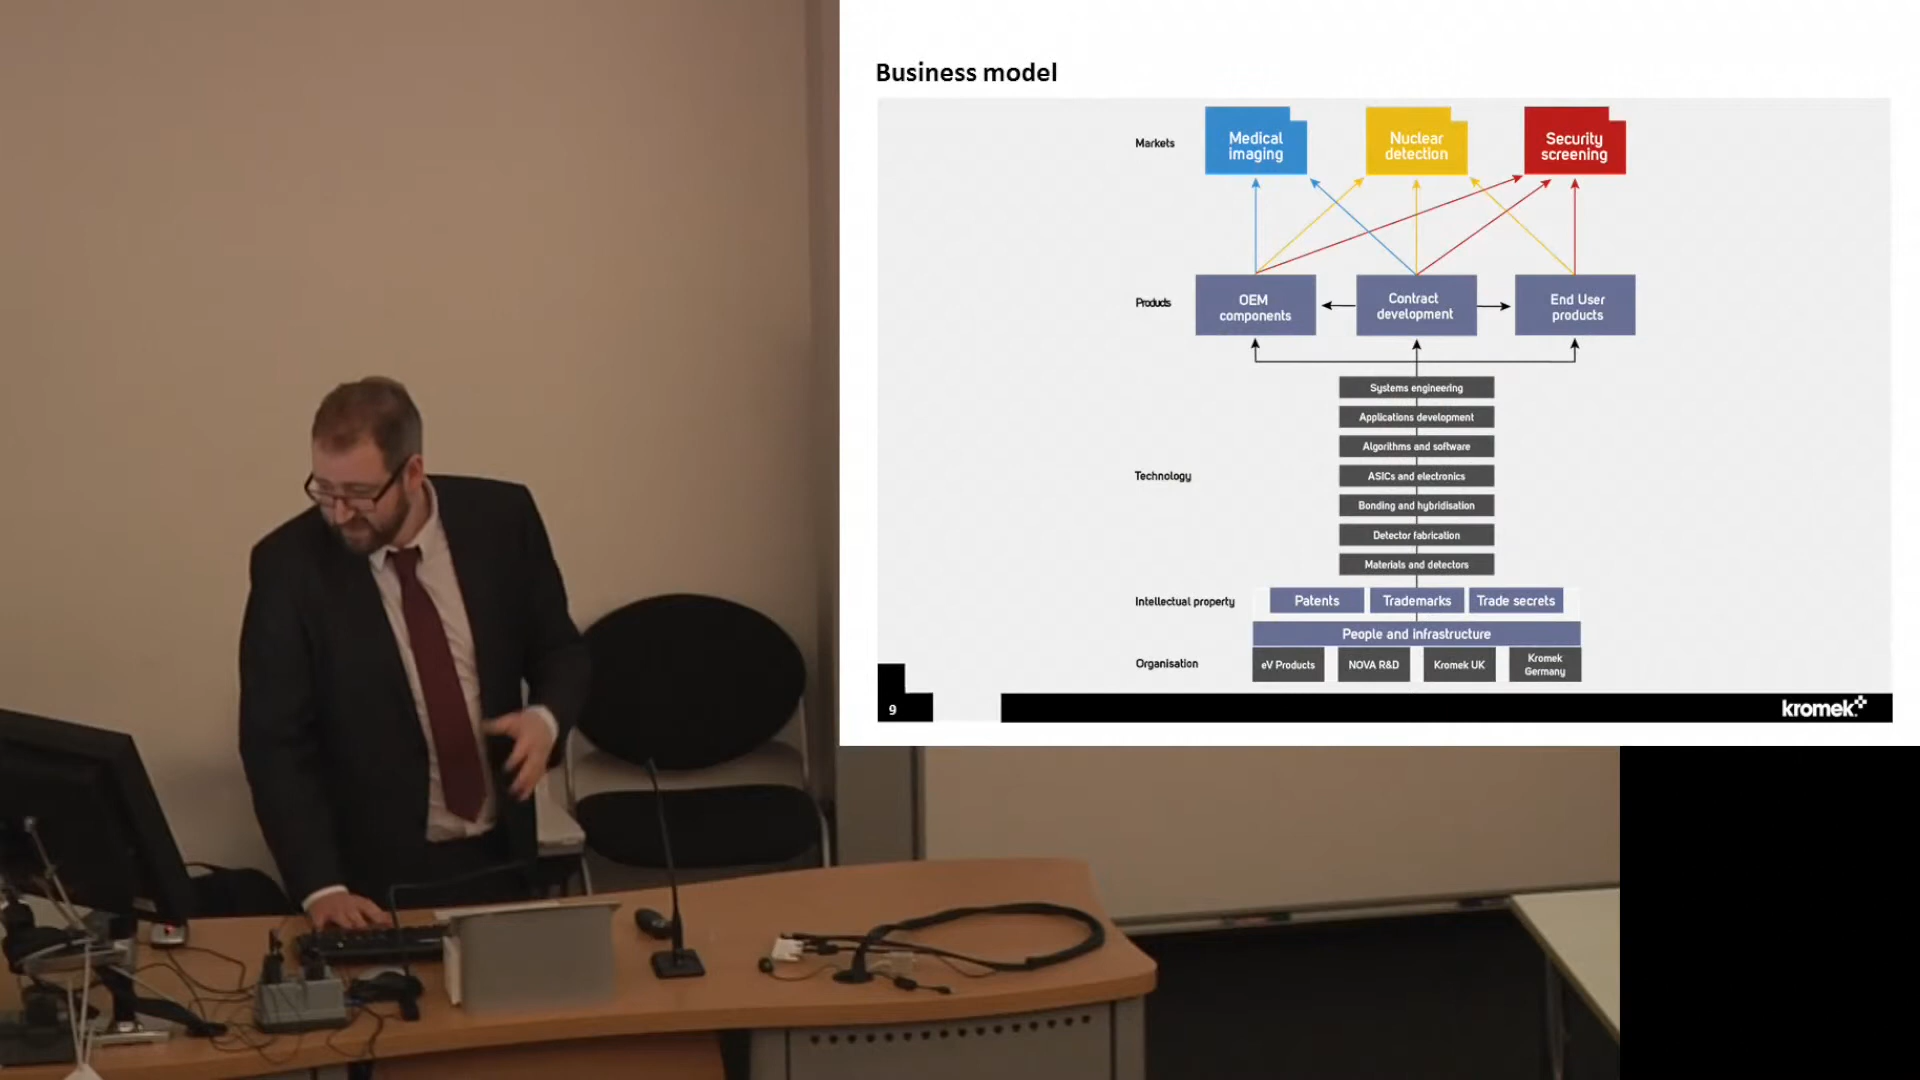 Business model
Markets
Medical
imaging
Nuclear
detection
Security
screening
Products
OEM
components
Contract
development
End User
products
Systems engineering
Applications development
Algorithms and software
Technology
ASICs and electronics
Bonding and hybridisation
Detector fabrication
Materials and detectors
Intellectual property
Patents
Trademarks
Trade secrets
People and infrastructure
Organisation
eV Products
NOVA R&D
Kromek UK
Kromek
Germany
9
kromek